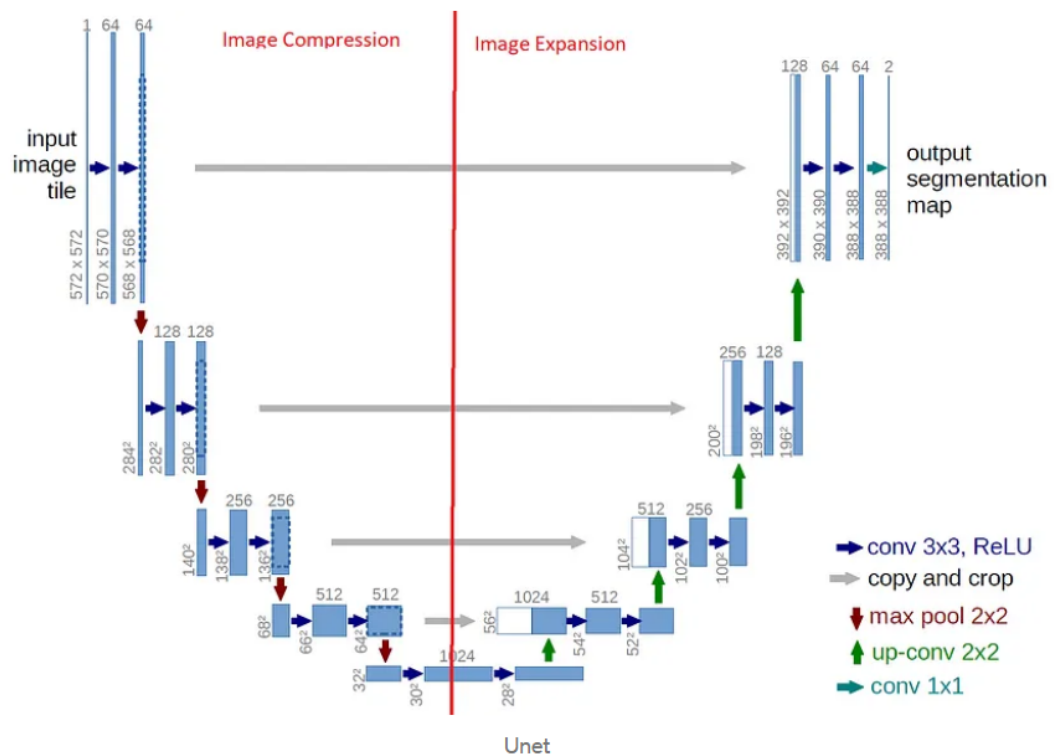 Image Compression
Image Expansion
1 64 64
128 64 64 2
input
image
tile
output
segmentation
map
572 x 572
570 x 570
568 x 568
392 x 392
390 x 390
388 x 388
388 x 388
128 128
256 128
284²
282²
280²
200²
198²
196²
256 256
512 256
140²
138²
136²
104²
102²
100²
512 512
1024 512
68²
66²
64²
56²
54²
52²
1024
32²
30²
28²
conv 3x3, ReLU
copy and crop
max pool 2x2
up-conv 2x2
conv 1x1
Unet